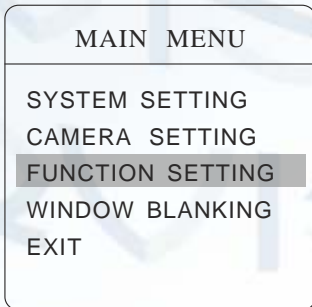 MAIN MENU
SYSTEM SETTING
CAMERA SETTING
FUNCTION SETTING
WINDOW BLANKING
EXIT